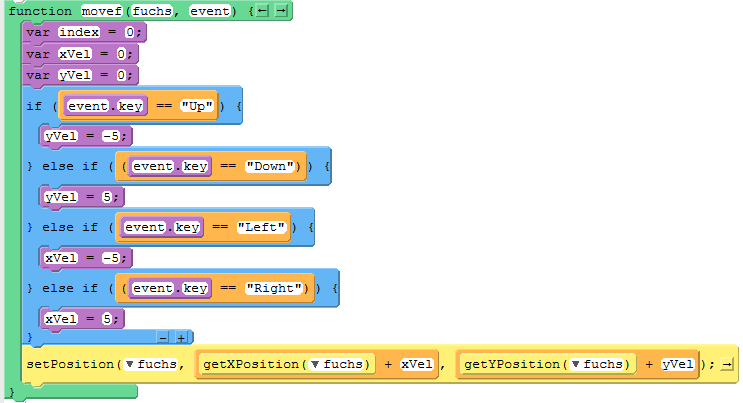 function movef(fuchs, event) { ← →
var index = 0;
var xVel = 0;
var yVel = 0;
if ( event.key == "Up" ) {
yVel = -5;
} else if ( ( event.key == "Down" ) ) {
yVel = 5;
} else if ( event.key == "Left" ) {
xVel = -5;
} else if ( ( event.key == "Right" ) ) {
xVel = 5;
} - +
setPosition( ▼ fuchs, getXPosition( ▼ fuchs) + xVel, getYPosition( ▼ fuchs) + yVel ); →
}